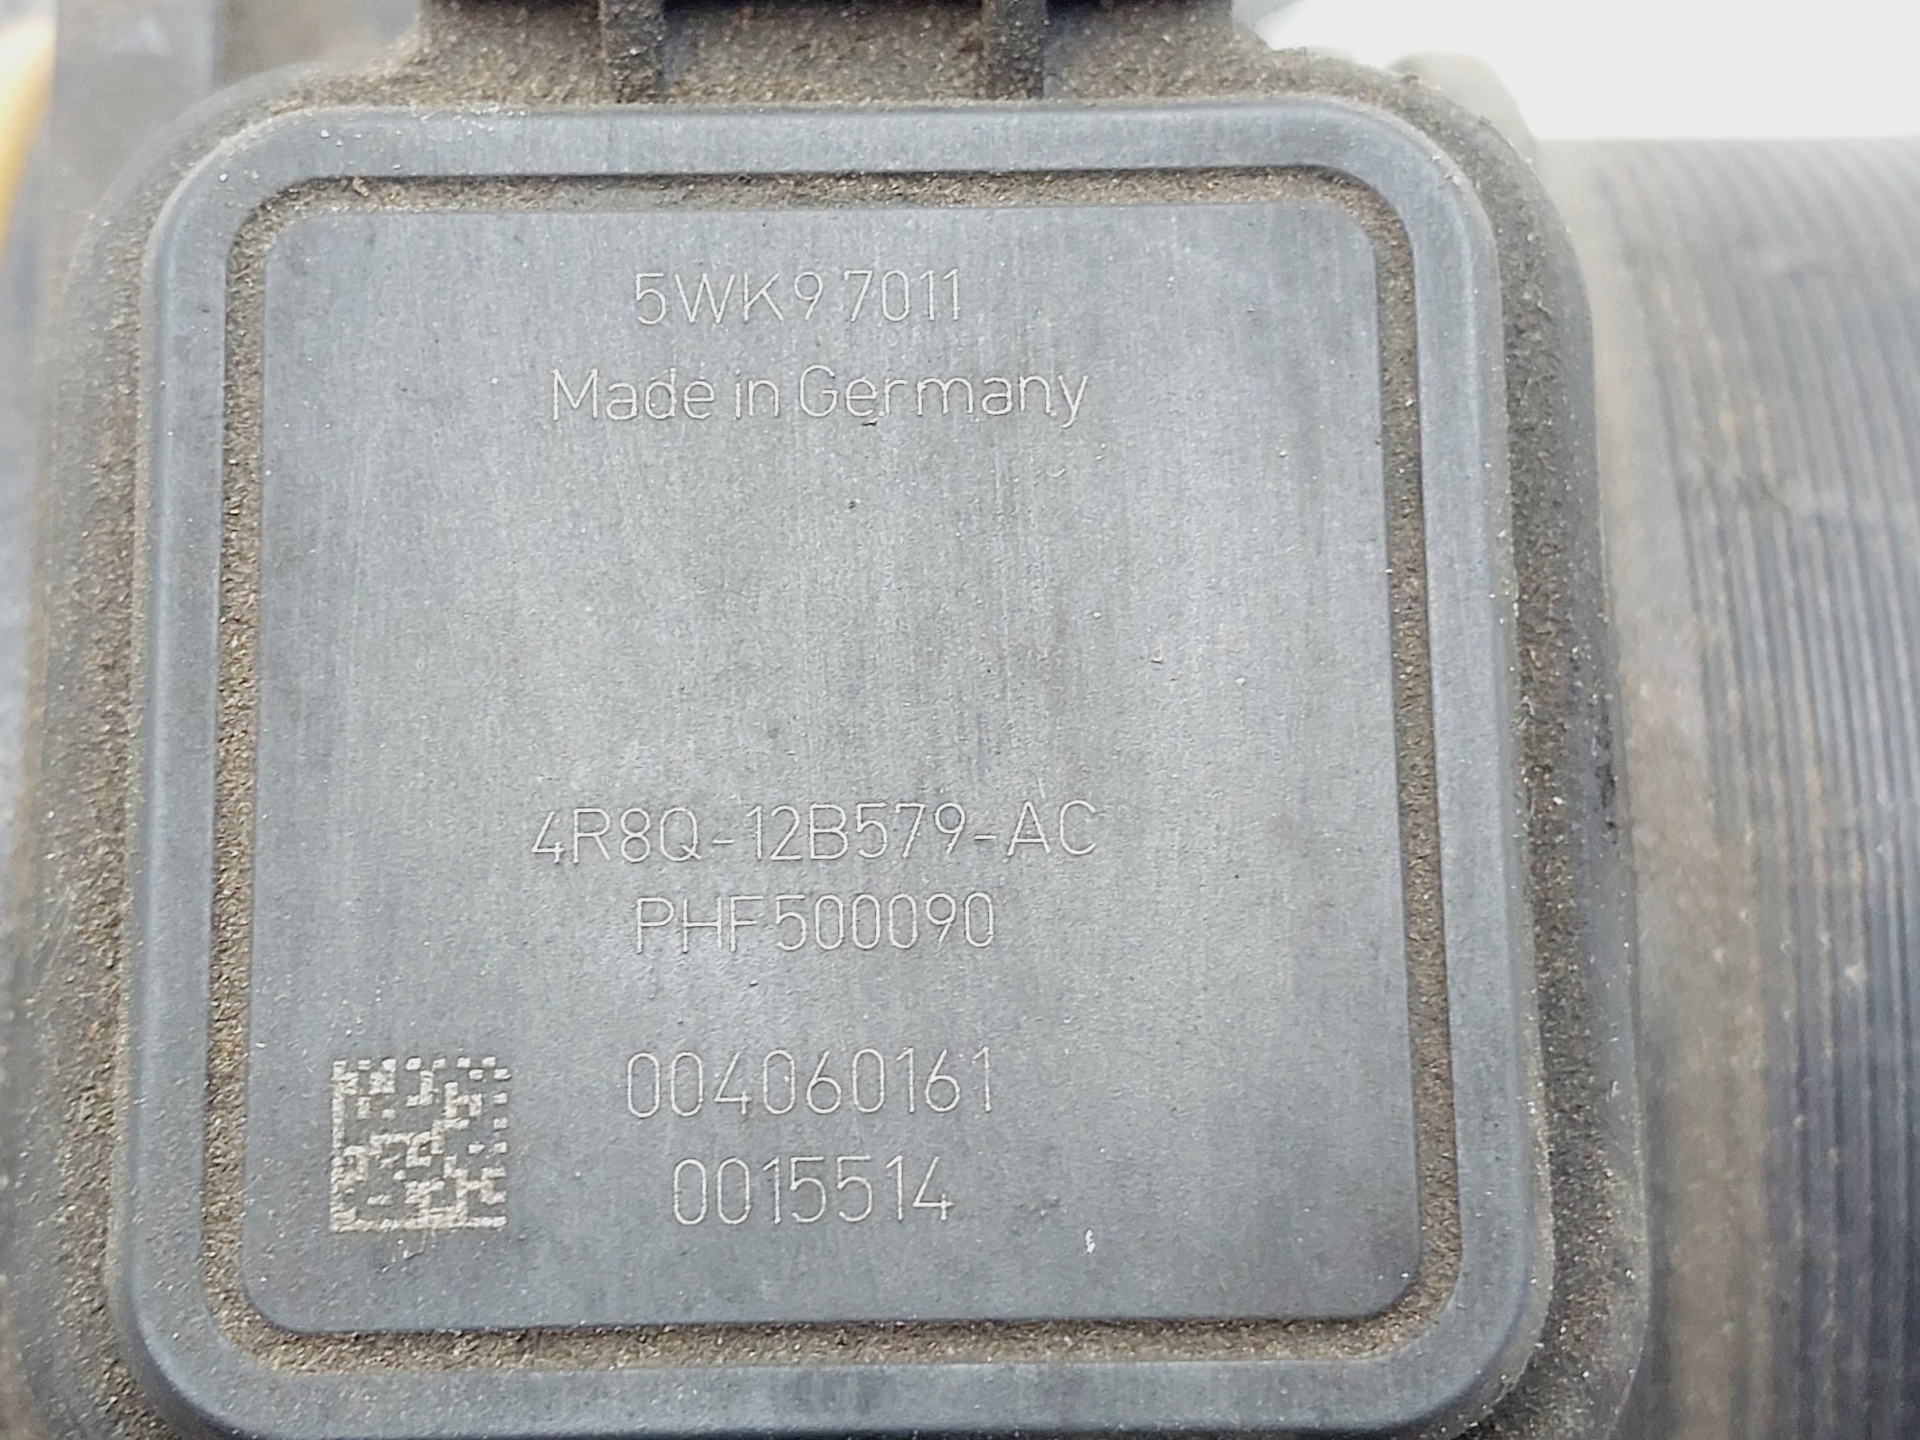 5WK9 7011
Made in Germany
4R8Q-12B579-AC
PHF500090
004060161
0015514